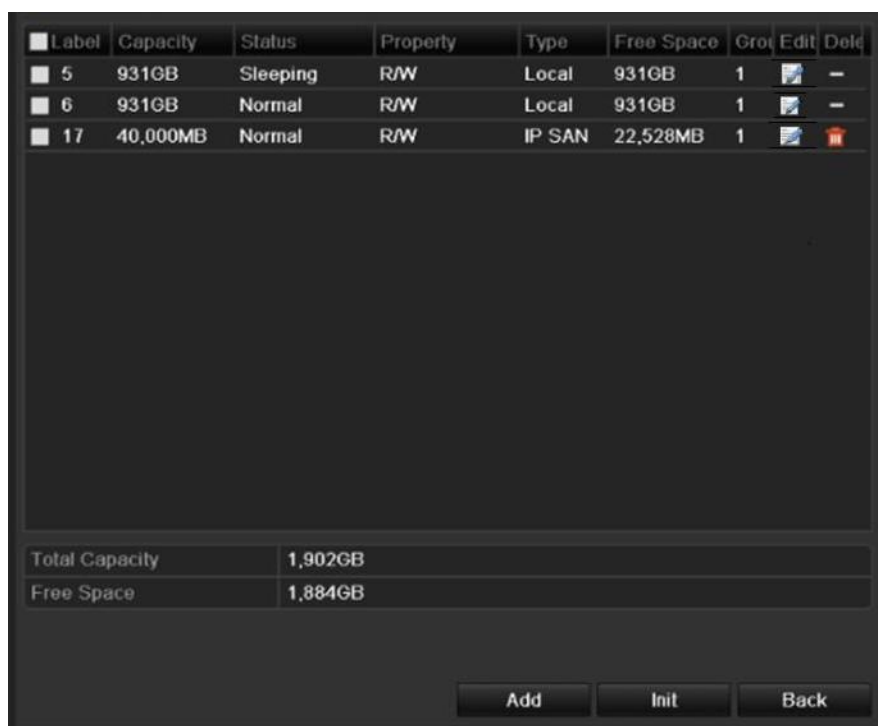 Label Capacity Status Property Type Free Space Grou Edit Dele
5 931GB Sleeping R/W Local 931GB 1 –
6 931GB Normal R/W Local 931GB 1 –
17 40,000MB Normal R/W IP SAN 22,528MB 1
Total Capacity 1,902GB
Free Space 1,884GB
Add Init Back